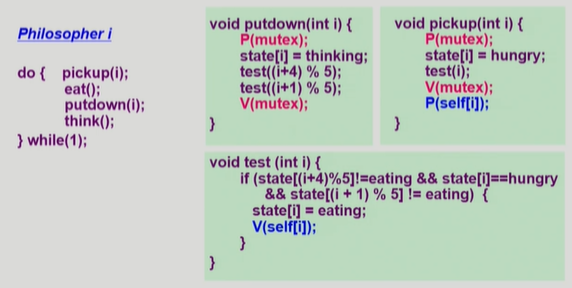 Philosopher i
do {   pickup(i);
eat();
putdown(i);
think();
} while(1);
void putdown(int i) {
P(mutex);
state[i] = thinking;
test((i+4) % 5);
test((i+1) % 5);
V(mutex);
}
void pickup(int i) {
P(mutex);
state[i] = hungry;
test(i);
V(mutex);
P(self[i]);
}
void test (int i) {
if (state[(i+4)%5]!=eating && state[i]==hungry
&& state[(i + 1) % 5] != eating)  {
state[i] = eating;
V(self[i]);
}
}